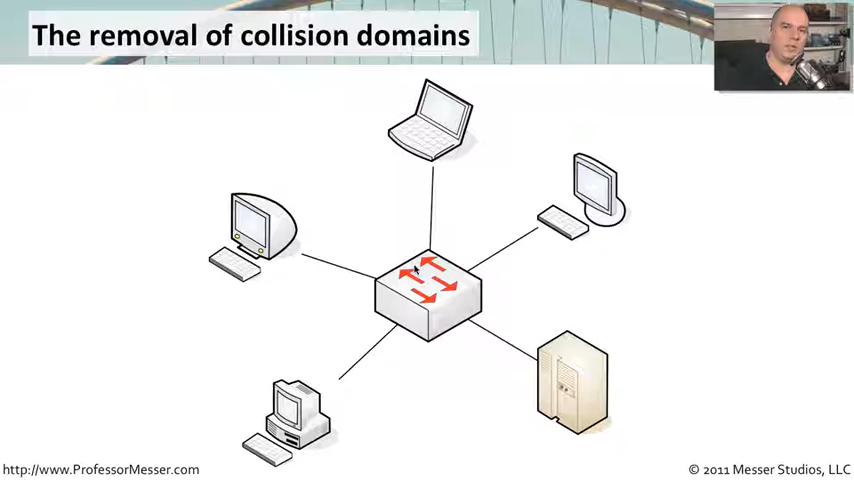 The removal of collision domains
http://www.ProfessorMesser.com
© 2011 Messer Studios, LLC